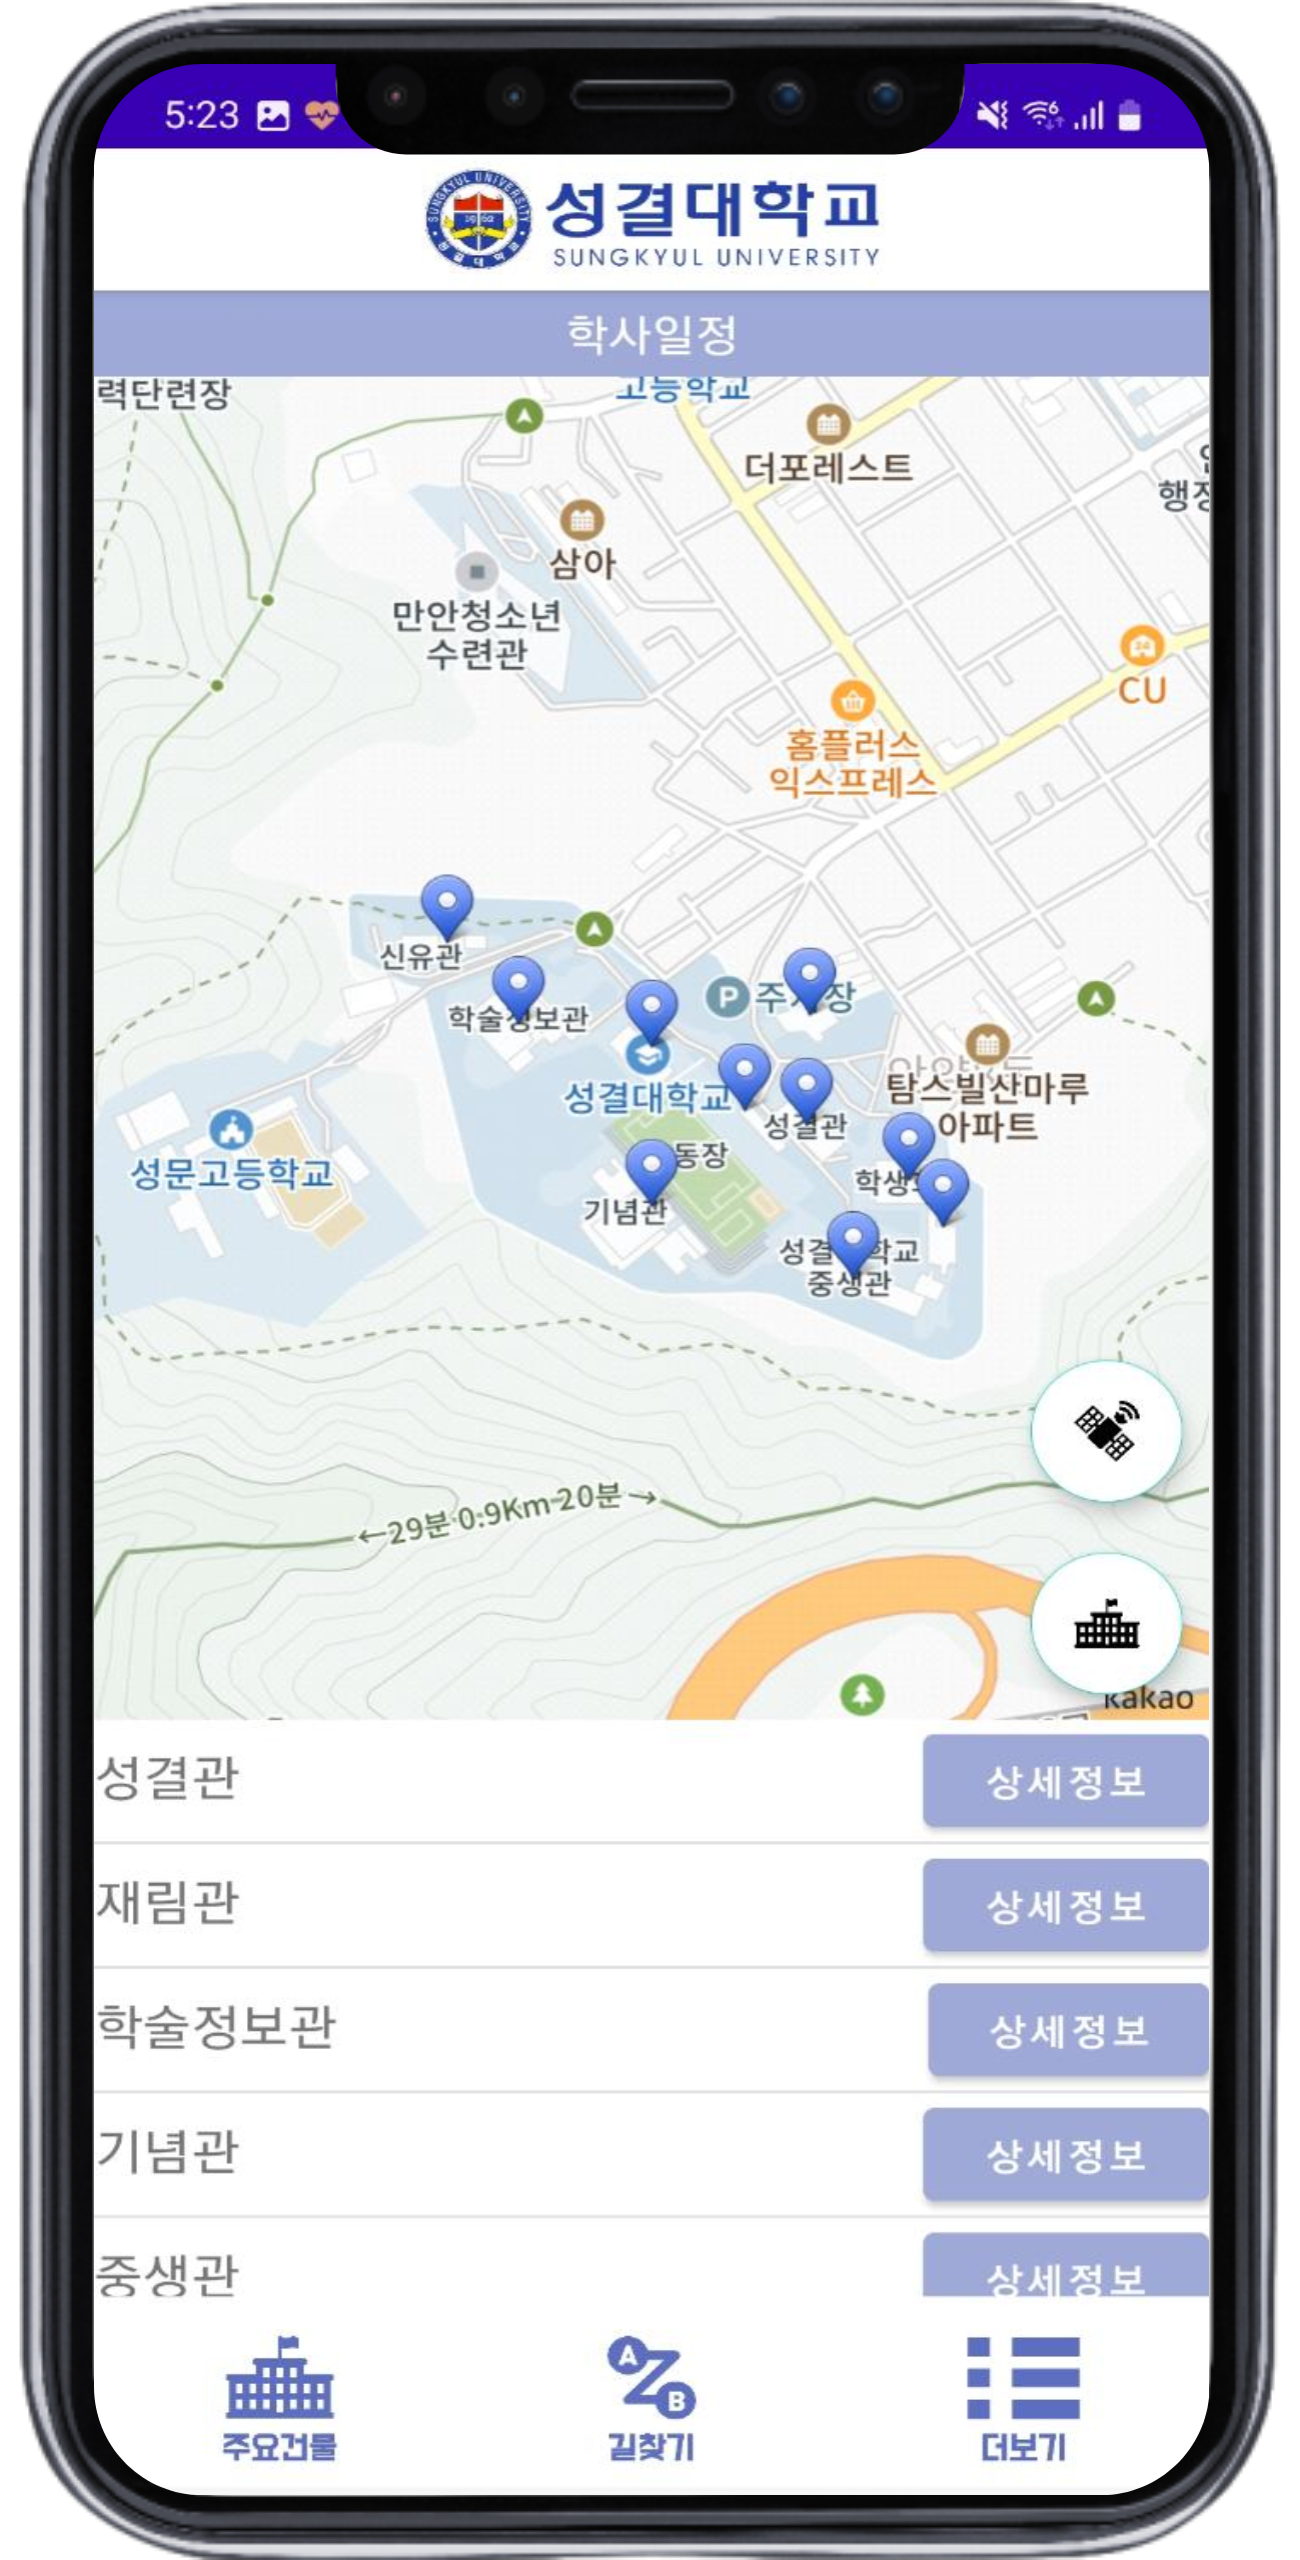 5:23
성결대학교
SUNGKYUL UNIVERSITY
학사일정
력단련장
고등학교
더포레스트
행정
삼아
만안청소년
수련관
CU
홈플러스
익스프레스
신유관
학술정보관
P 주차장
성결대학교
탐스빌산마루
아파트
성결관
동장
성문고등학교
기념관
학생
성결 학교
중생관
←29분 0.9Km 20분→
kakao
성결관 상세정보
재림관 상세정보
학술정보관 상세정보
기념관 상세정보
중생관 상세정보
A B
주요건물 길찾기 더보기